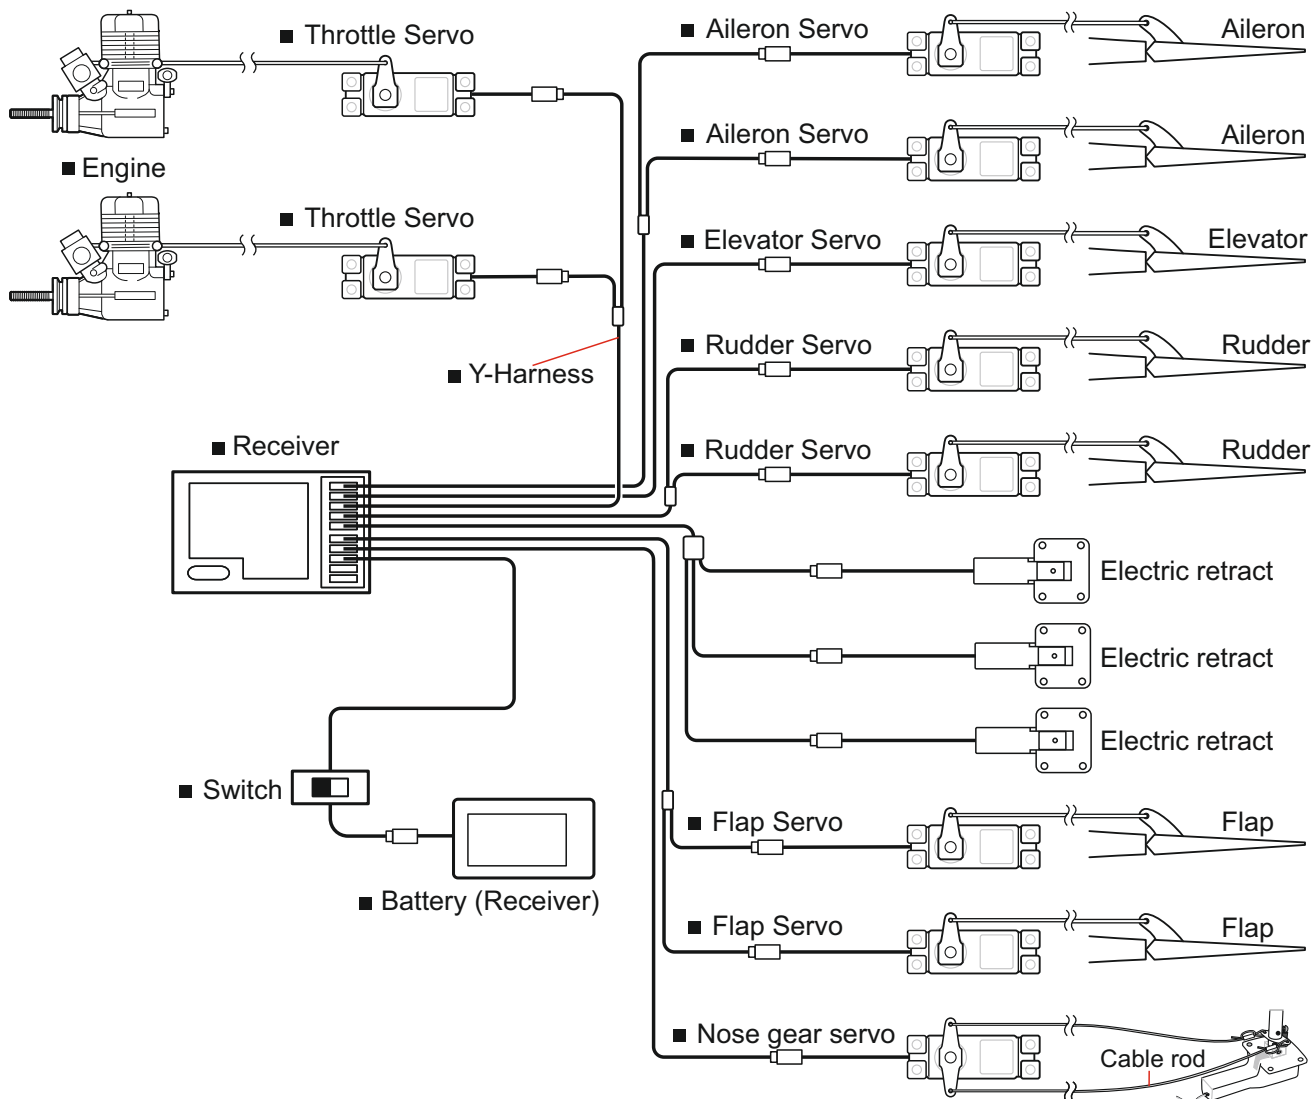 ■ Throttle Servo
■ Aileron Servo
Aileron
■ Aileron Servo
Aileron
■ Engine
■ Throttle Servo
■ Elevator Servo
Elevator
■ Rudder Servo
Rudder
■ Y-Harness
■ Receiver
■ Rudder Servo
Rudder
Electric retract
Electric retract
Electric retract
■ Switch
■ Flap Servo
Flap
■ Battery (Receiver)
■ Flap Servo
Flap
■ Nose gear servo
Cable rod